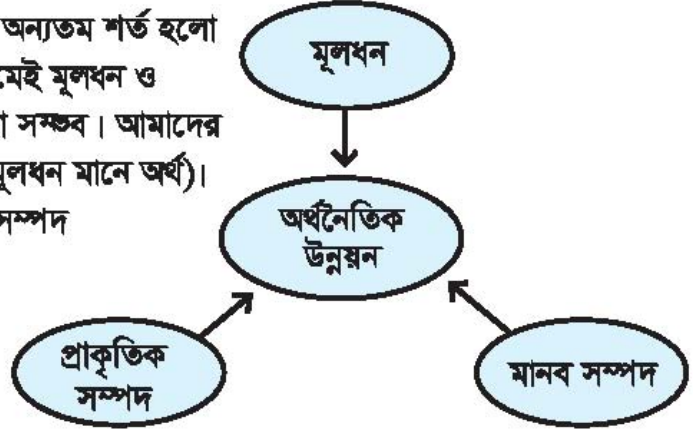 অন্যতম শর্ত হলো
মেই মূলধন ও
া সম্ভব। আমাদের
মূলধন মানে অর্থ)।
সম্পদ
মূলধন
অর্থনৈতিক
উন্নয়ন
প্রাকৃতিক
সম্পদ
মানব সম্পদ